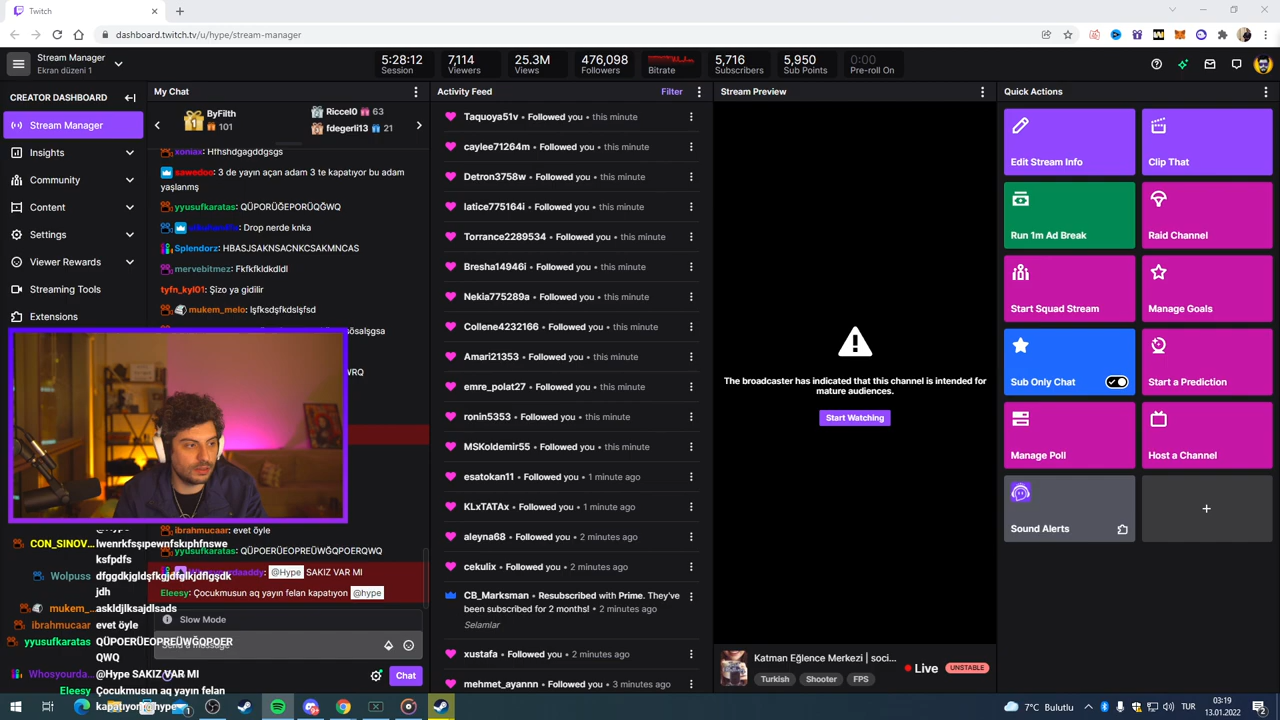 Twitch
dashboard.twitch.tv/u/hype/stream-manager
Stream Manager
Ekran düzeni 1
5:28:12
Session
7,114
Viewers
25.3M
Views
476,098
Followers
Bitrate
5,716
Subscribers
5,950
Sub Points
0:00
Pre-roll On
CREATOR DASHBOARD
Stream Manager
Insights
Community
Content
Settings
Viewer Rewards
Streaming Tools
Extensions
My Chat
ByFilth
101
Riccel0 63
fdegerli13 21
xoniax: Hfhshdgagddgsgs
sawedoo: 3 de yayın açan adam 3 te kapatıyor bu adam
yaşlanmış
yyusufkaratas: QÜPORÜĞEPORÜQĞWQ
Drop nerde knka
Splendorz: HBASJSAKNSACNKCSAKMNCAS
mervebitmez: Fkfkfkldkdldl
tyfn_kyl01: Şizo ya gidilir
mukem_melo: lşfksdşfkdşlşfsd
ibrahmucaar: evet öyle
yyusufkaratas: QÜPOERÜEOPREÜWĞQPOERQWQ
@Hype SAKIZ VAR MI
Eleesy: Çocukmusun aq yayın felan kapatıyon @hype
Slow Mode
Send a message
Chat
CON_SINOV... lwenrkfsşıpewnfskıphfnswe
ksfpdfs
Wolpuss dfggdkjgldşfkgjdfglkjdflgşdk
jdh
mukem_... askldjlksajdlsads
ibrahmucaar evet öyle
yyusufkaratas QÜPOERÜEOPREÜWĞQPOER
QWQ
Whosyourda... @Hype SAKIZ VAR MI
Eleesy Çocukmusun aq yayın felan
kapatıyon @hype
Activity Feed
Filter
Taquoya51v • Followed you • this minute
caylee71264m • Followed you • this minute
Detron3758w • Followed you • this minute
latice775164i • Followed you • this minute
Torrance2289534 • Followed you • this minute
Bresha14946i • Followed you • this minute
Nekia775289a • Followed you • this minute
Collene4232166 • Followed you • this minute
Amari21353 • Followed you • this minute
emre_polat27 • Followed you • this minute
ronin5353 • Followed you • this minute
MSKoldemir55 • Followed you • this minute
esatokan11 • Followed you • 1 minute ago
KLxTATAx • Followed you • 1 minute ago
aleyna68 • Followed you • 2 minutes ago
cekulix • Followed you • 2 minutes ago
CB_Marksman • Resubscribed with Prime. They've
been subscribed for 2 months! • 2 minutes ago
Selamlar
xustafa • Followed you • 2 minutes ago
mehmet_ayannn • Followed you • 3 minutes ago
Stream Preview
The broadcaster has indicated that this channel is intended for
mature audiences.
Start Watching
Katman Eğlence Merkezi | soci...
Live
UNSTABLE
Turkish
Shooter
FPS
Quick Actions
Edit Stream Info
Clip That
Run 1m Ad Break
Raid Channel
Start Squad Stream
Manage Goals
Sub Only Chat
Start a Prediction
Manage Poll
Host a Channel
Sound Alerts
7°C Bulutlu
TUR
03:19
13.01.2022